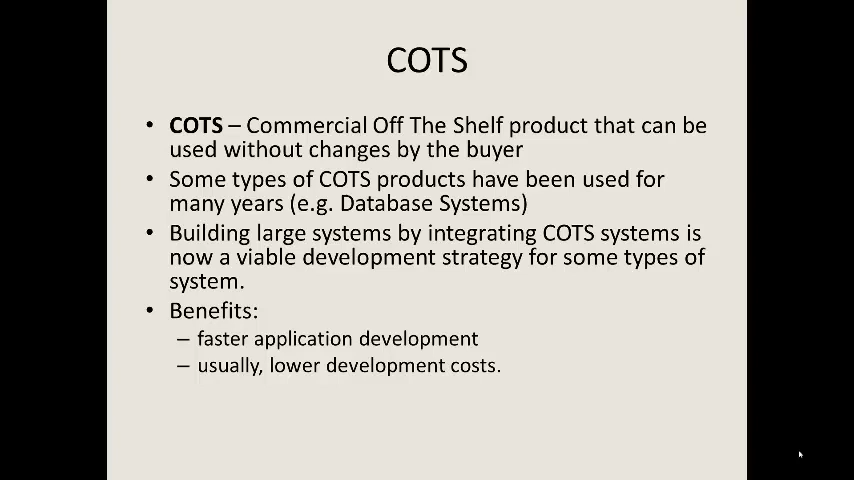 COTS
• COTS – Commercial Off The Shelf product that can be
used without changes by the buyer
• Some types of COTS products have been used for
many years (e.g. Database Systems)
• Building large systems by integrating COTS systems is
now a viable development strategy for some types of
system.
• Benefits:
– faster application development
– usually, lower development costs.